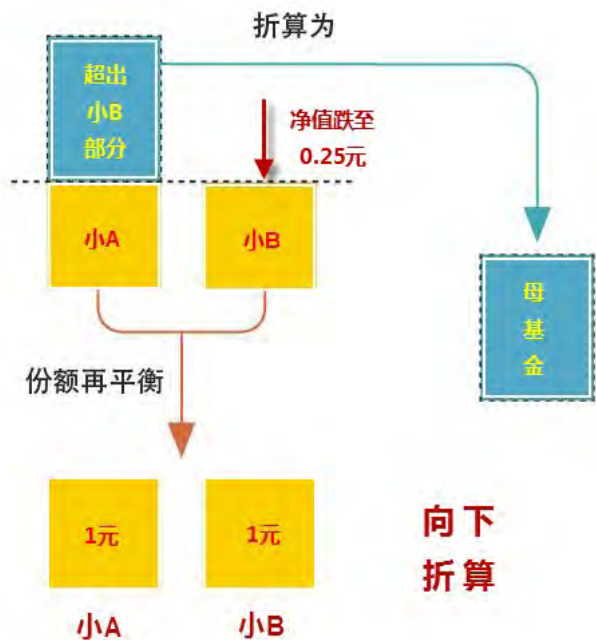 折算为
超出
小B
部分
净值跌至
0.25元
小A
小B
母
基
金
份额再平衡
1元
1元
向下
折算
小A
小B